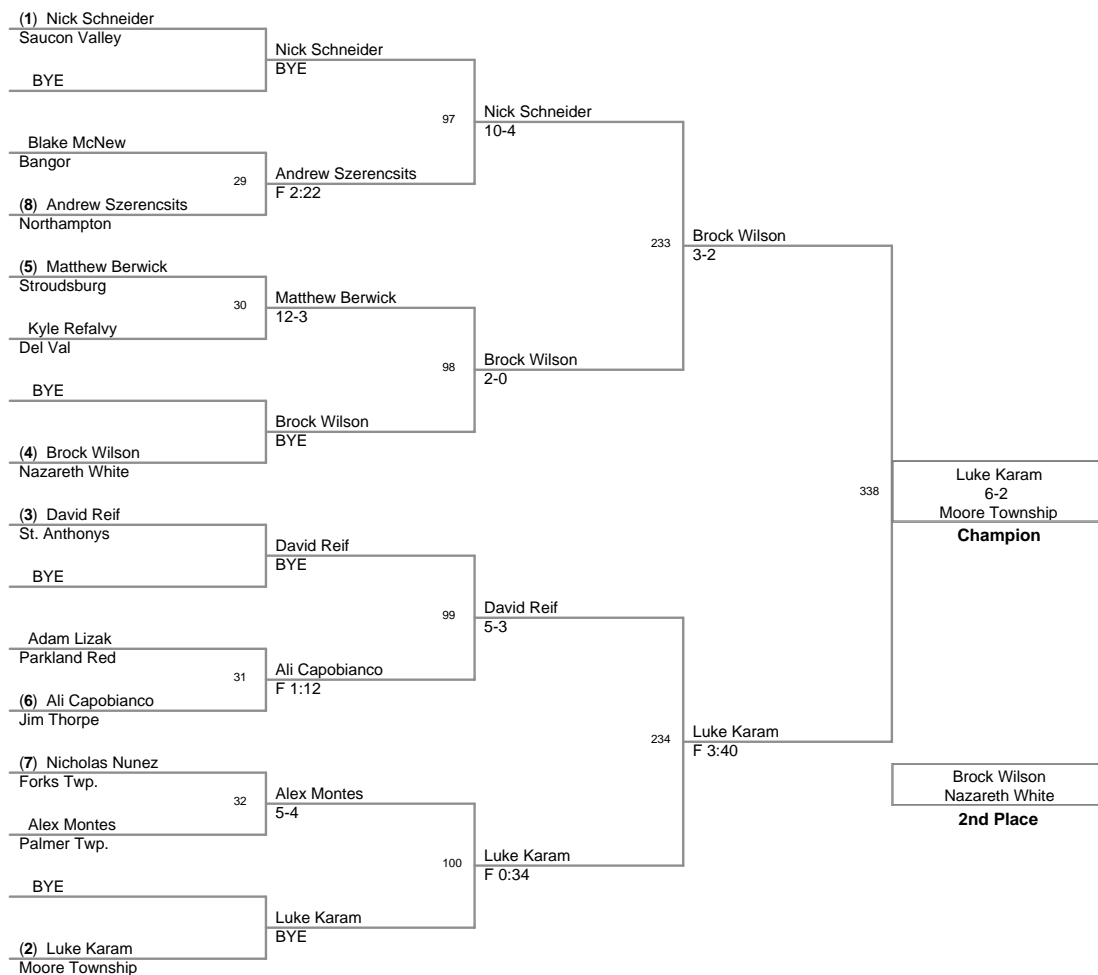 (1) Nick Schneider
Saucon Valley
BYE
Nick Schneider
BYE
Blake McNew
Bangor
29
(8) Andrew Szerencsits
Northampton
Andrew Szerencsits
F 2:22
97
Nick Schneider
10-4
(5) Matthew Berwick
Stroudsburg
30
Kyle Refalvy
Del Val
Matthew Berwick
12-3
BYE
(4) Brock Wilson
Nazareth White
Brock Wilson
BYE
98
Brock Wilson
2-0
233
Brock Wilson
3-2
(3) David Reif
St. Anthonys
BYE
David Reif
BYE
Adam Lizak
Parkland Red
31
(6) Ali Capobianco
Jim Thorpe
Ali Capobianco
F 1:12
99
David Reif
5-3
(7) Nicholas Nunez
Forks Twp.
32
Alex Montes
Palmer Twp.
Alex Montes
5-4
BYE
(2) Luke Karam
Moore Township
Luke Karam
BYE
100
Luke Karam
F 0:34
234
Luke Karam
F 3:40
338
Luke Karam
6-2
Moore Township
Champion
Brock Wilson
Nazareth White
2nd Place